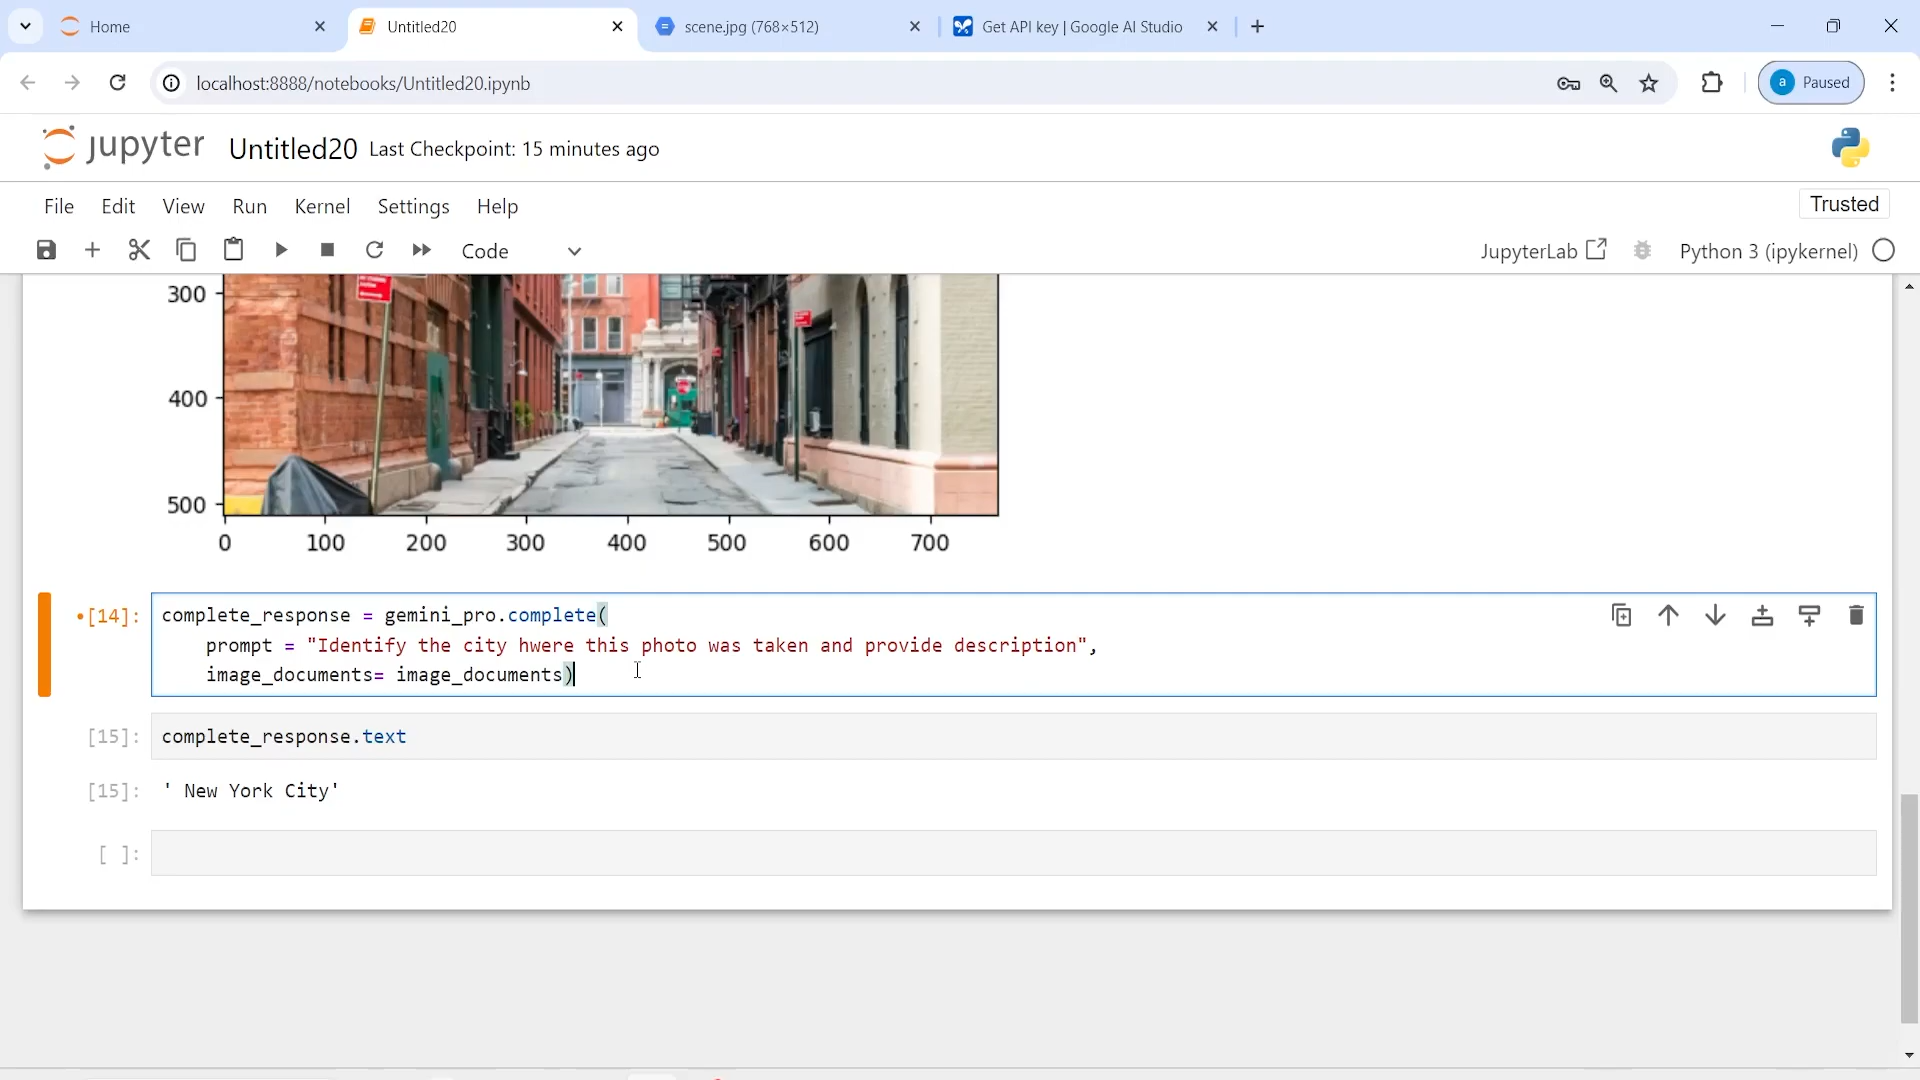 Home
Untitled20
scene.jpg (768×512)
Get API key | Google AI Studio
localhost:8888/notebooks/Untitled20.ipynb
a Paused
jupyter Untitled20 Last Checkpoint: 15 minutes ago
File Edit View Run Kernel Settings Help
Trusted
Code
JupyterLab
Python 3 (ipykernel)
300
400
500
0 100 200 300 400 500 600 700
•[14]: complete_response = gemini_pro.complete(
prompt = "Identify the city hwere this photo was taken and provide description",
image_documents= image_documents)
[15]: complete_response.text
[15]: ' New York City'
[ ]: